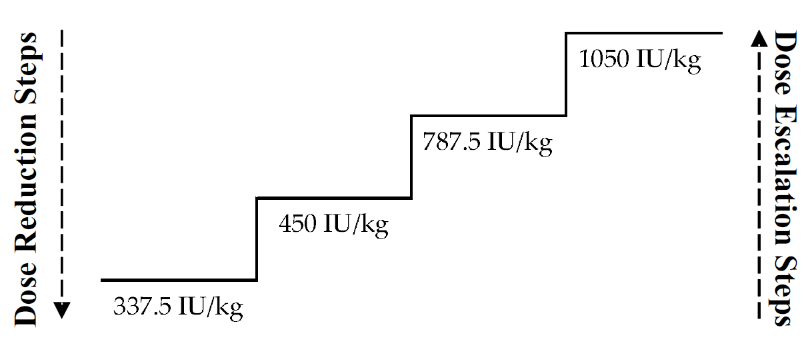 Dose Reduction Steps
1050 IU/kg
787.5 IU/kg
450 IU/kg
337.5 IU/kg
Dose Escalation Steps